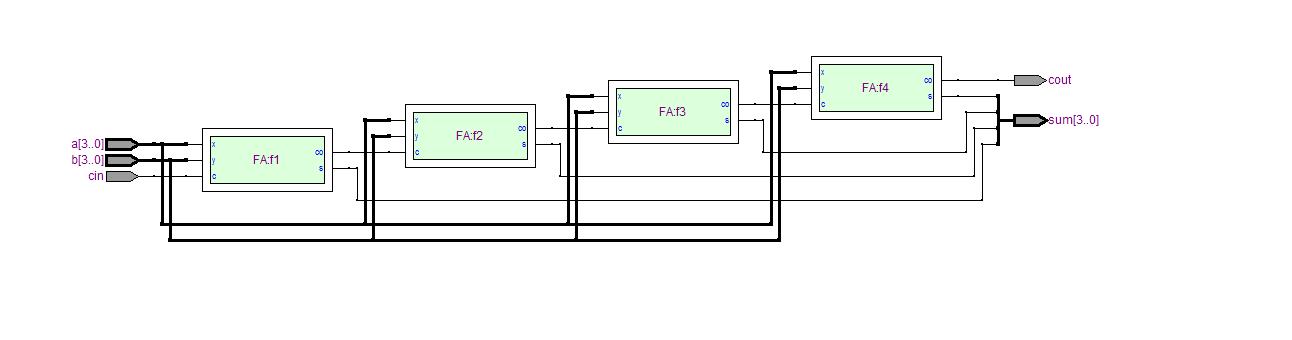 a[3..0]
b[3..0]
cin
x
y
c
FA:f1
co
s
x
y
c
FA:f2
co
s
x
y
c
FA:f3
co
s
x
y
c
FA:f4
co
s
cout
sum[3..0]